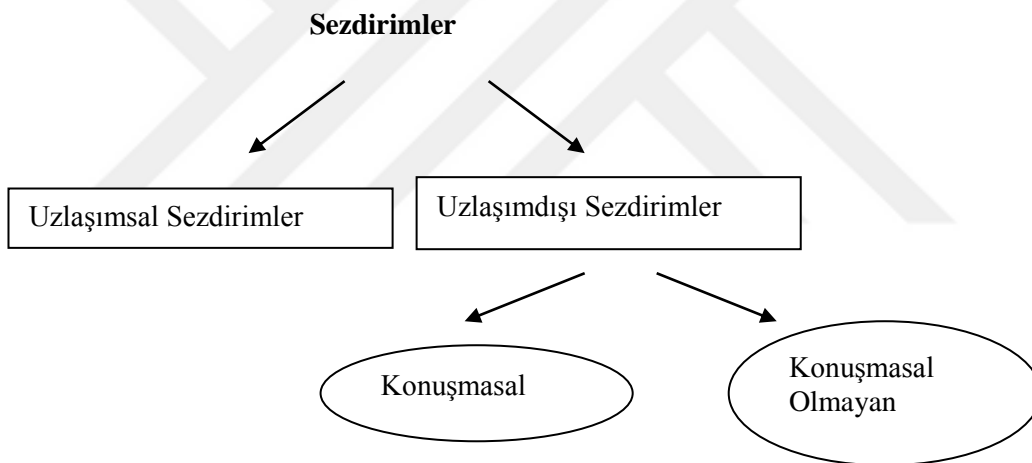 Sezdirimler
Uzlaşımsal Sezdirimler
Uzlaşımdışı Sezdirimler
Konuşmasal
Konuşmasal
Olmayan